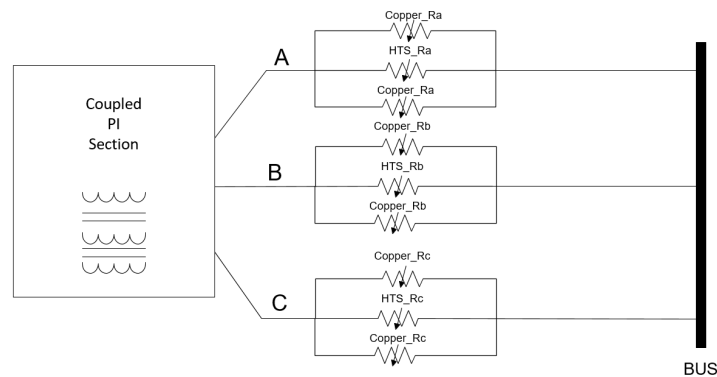 Coupled
PI
Section
A
Copper_Ra
HTS_Ra
Copper_Ra
B
Copper_Rb
HTS_Rb
Copper_Rb
C
Copper_Rc
HTS_Rc
Copper_Rc
BUS